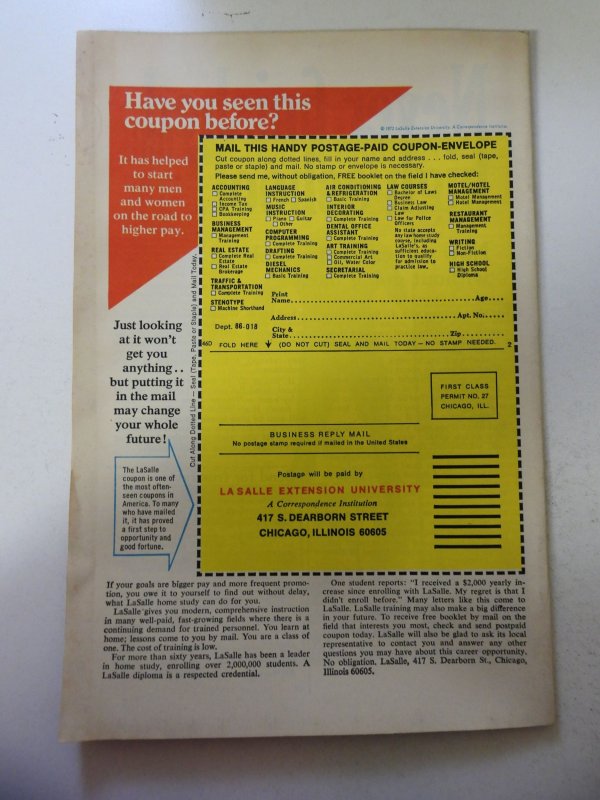 Have you seen this
coupon before?
© 1973 LaSalle Extension University, A Correspondence Institution
It has helped
to start
many men
and women
on the road to
higher pay.
Just looking
at it won't
get you
anything . .
but putting it
in the mail
may change
your whole
future!
The LaSalle
coupon is one
of the most often-
seen coupons in
America. To many
who have mailed
it, it has proved
a first step to
opportunity and
good fortune.
Cut Along Dotted Line — Seal (Tape, Paste or Staple) and Mail Today.
MAIL THIS HANDY POSTAGE-PAID COUPON-ENVELOPE
Cut coupon along dotted lines, fill in your name and address . . . fold, seal (tape,
paste or staple) and mail. No stamp or envelope is necessary.
Please send me, without obligation, FREE booklet on the field I have checked:
ACCOUNTING
Complete
Accounting
Income Tax
CPA Training
Bookkeeping
BUSINESS
MANAGEMENT
Management
Training
REAL ESTATE
Complete Real
Estate
Real Estate
Brokerage
TRAFFIC &
TRANSPORTATION
Complete Training
STENOTYPE
Machine Shorthand
LANGUAGE
INSTRUCTION
French Spanish
MUSIC
INSTRUCTION
Piano Guitar
Other
COMPUTER
PROGRAMMING
Complete Training
DRAFTING
Complete Training
DIESEL
MECHANICS
Basic Training
AIR CONDITIONING
& REFRIGERATION
Basic Training
INTERIOR
DECORATING
Complete Training
DENTAL OFFICE
ASSISTANT
Complete Training
ART TRAINING
Complete Training
Commercial Art
Oil, Water Color
SECRETARIAL
Complete Training
LAW COURSES
Bachelor of Laws
Degree
Business Law
Claim Adjusting
Law
Law for Police
Officers
No state accepts
any law home study
course, including
LaSalle's, as
sufficient educa-
tion to qualify
for admission to
practice law.
MOTEL/HOTEL
MANAGEMENT
Motel Management
Hotel Management
RESTAURANT
MANAGEMENT
Management
Training
WRITING
Fiction
Non-Fiction
HIGH SCHOOL
High School
Diploma
Print
Name Age
Address Apt. No.
Dept. 86-018
City &
State Zip
46D FOLD HERE (DO NOT CUT) SEAL AND MAIL TODAY — NO STAMP NEEDED. 2
FIRST CLASS
PERMIT NO. 27
CHICAGO, ILL.
BUSINESS REPLY MAIL
No postage stamp required if mailed in the United States
Postage will be paid by
LASALLE EXTENSION UNIVERSITY
A Correspondence Institution
417 S. DEARBORN STREET
CHICAGO, ILLINOIS 60605
If your goals are bigger pay and more frequent promo-
tion, you owe it to yourself to find out without delay,
what LaSalle home study can do for you.
LaSalle gives you modern, comprehensive instruction
in many well-paid, fast-growing fields where there is a
continuing demand for trained personnel. You learn at
home; lessons come to you by mail. You are a class of
one. The cost of training is low.
For more than sixty years, LaSalle has been a leader
in home study, enrolling over 2,000,000 students. A
LaSalle diploma is a respected credential.
One student reports: "I received a $2,000 yearly in-
crease since enrolling with LaSalle. My regret is that I
didn't enroll before." Many letters like this come to
LaSalle. LaSalle training may also make a big difference
in your future. To receive free booklet by mail on the
field that interests you most, check and send postpaid
coupon today. LaSalle will also be glad to ask its local
representative to contact you and answer any other
questions you may have about this career opportunity.
No obligation. LaSalle, 417 S. Dearborn St., Chicago,
Illinois 60605.